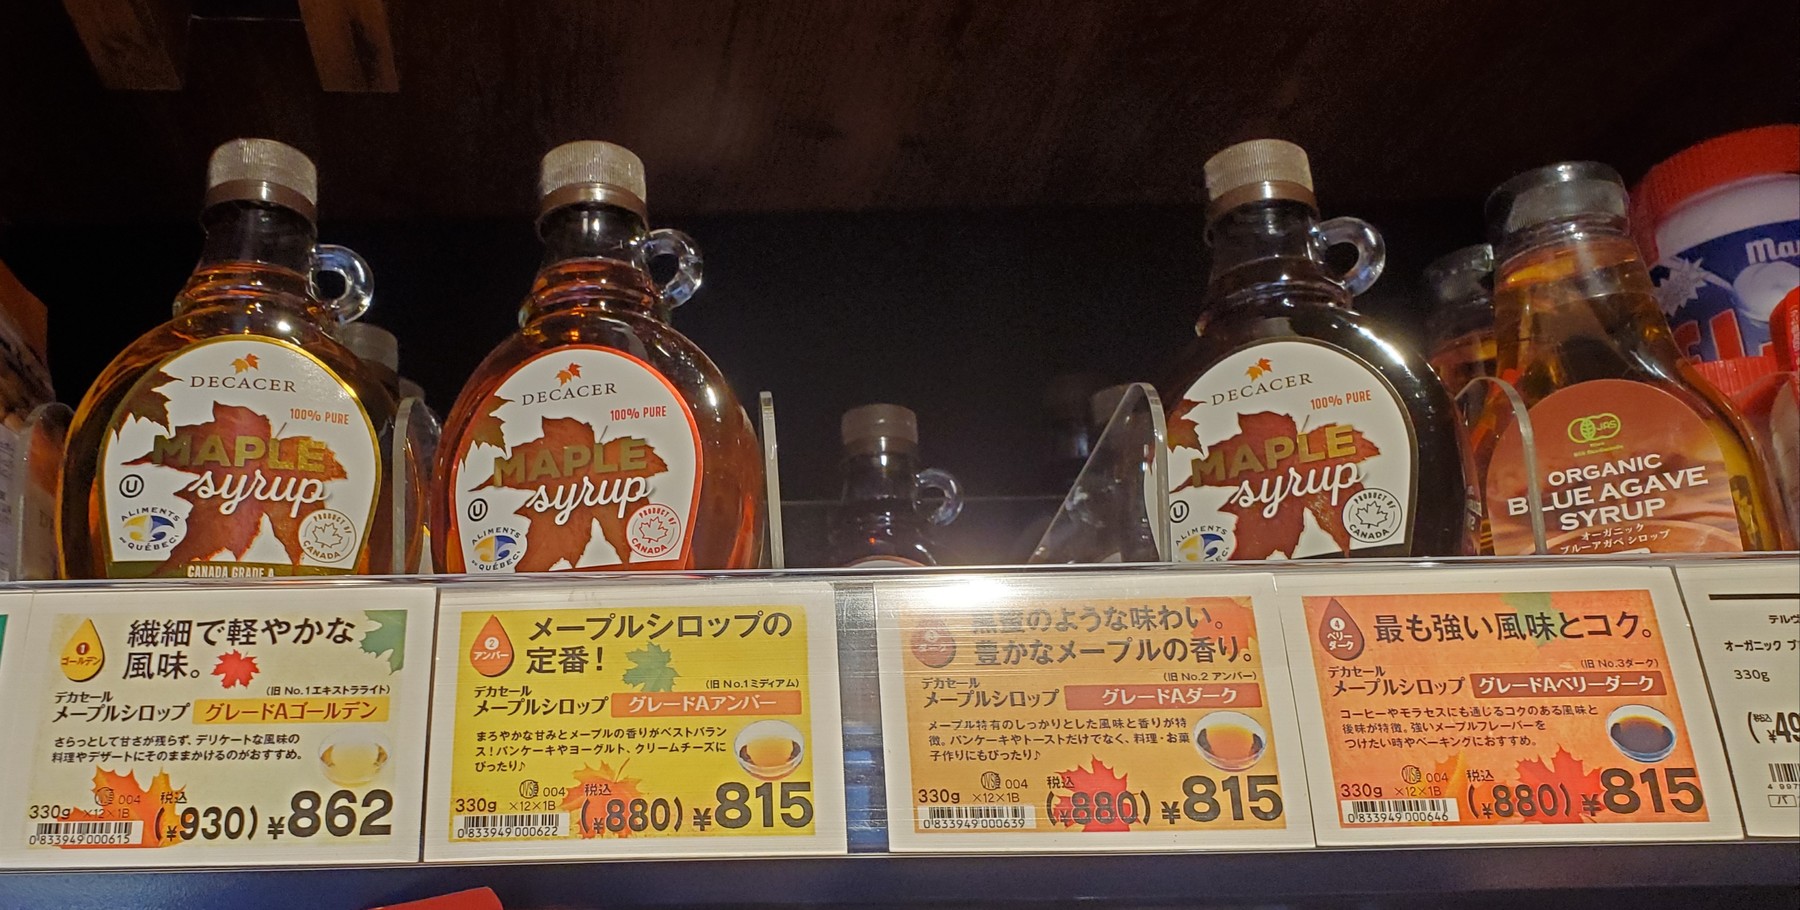 DECACER
100% PURE
MAPLE
syrup
U
ALIMENTS
DU QUÉBEC
PRODUCT OF
CANADA
CANADA GRADE A
DECACER
100% PURE
MAPLE
syrup
U
ALIMENTS
DU QUÉBEC
PRODUCT OF
CANADA
DECACER
100% PURE
MAPLE
syrup
U
ALIMENTS
QUÉBEC
PRODUCT OF
CANADA
JAS
ORGANIC
BLUE AGAVE
SYRUP
オーガニック
ブルーアガベシロップ
1
ゴールデン
繊細で軽やかな
風味。
(旧 No.1エキストラライト)
デカセール
メープルシロップ グレードAゴールデン
さらっとして甘さが残らず、デリケートな風味の
料理やデザートにそのままかけるのがおすすめ。
004
330g ×12×1B 税込
(¥930) ¥862
0 833949 000615
2
アンバー
メープルシロップの
定番!
(旧 No.1ミディアム)
デカセール
メープルシロップ グレードAアンバー
まろやかな甘みとメープルの香りがベストバラン
ス!パンケーキやヨーグルト、クリームチーズに
ぴったり♪
004
330g ×12×1B 税込
(¥880) ¥815
0 833949 000622
3
ダーク
黒蜜のような味わい。
豊かなメープルの香り。
(旧 No.2 アンバー)
デカセール
メープルシロップ グレードAダーク
メープル特有のしっかりとした風味と香りが特
徴。パンケーキやトーストだけでなく、料理・お菓
子作りにもぴったり♪
004
330g ×12×1B 税込
(¥880) ¥815
0 833949 000639
4
ベリー
ダーク
最も強い風味とコク。
(旧 No.3ダーク)
デカセール
メープルシロップ グレードAベリーダーク
コーヒーやモラセスにも通じるコクのある風味と
後味が特徴。強いメープルフレーバーを
つけたい時やベーキングにおすすめ。
004
330g ×12×1B 税込
(¥880) ¥815
0 833949 000646
オーガニック
330g